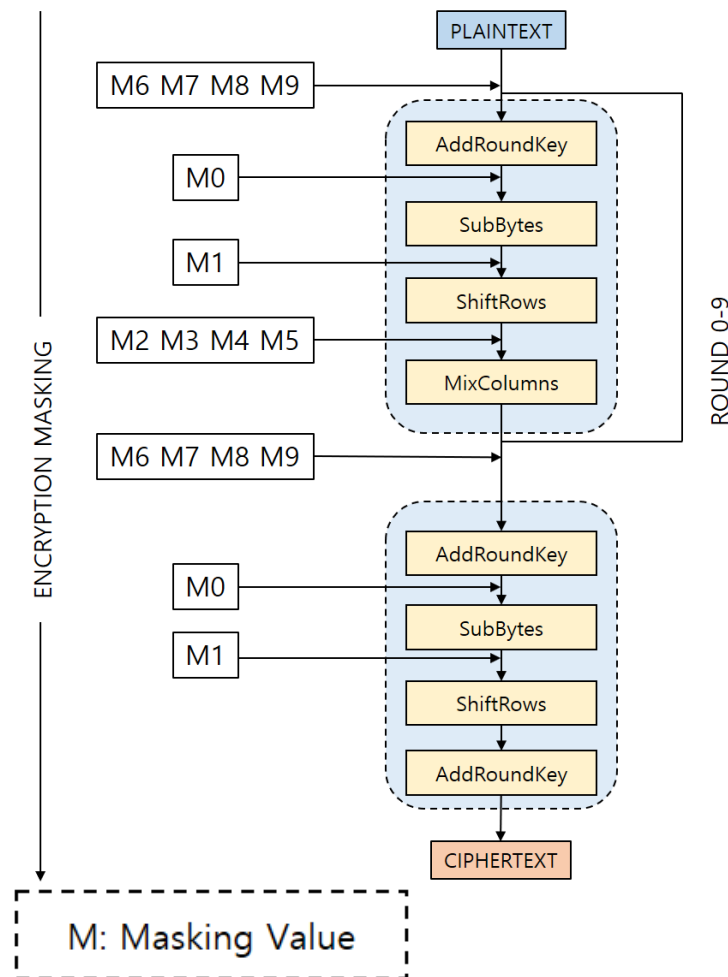 PLAINTEXT
M6 M7 M8 M9
AddRoundKey
M0
SubBytes
M1
ShiftRows
M2 M3 M4 M5
MixColumns
M6 M7 M8 M9
ROUND 0-9
ENCRYPTION MASKING
AddRoundKey
M0
SubBytes
M1
ShiftRows
AddRoundKey
CIPHERTEXT
M: Masking Value